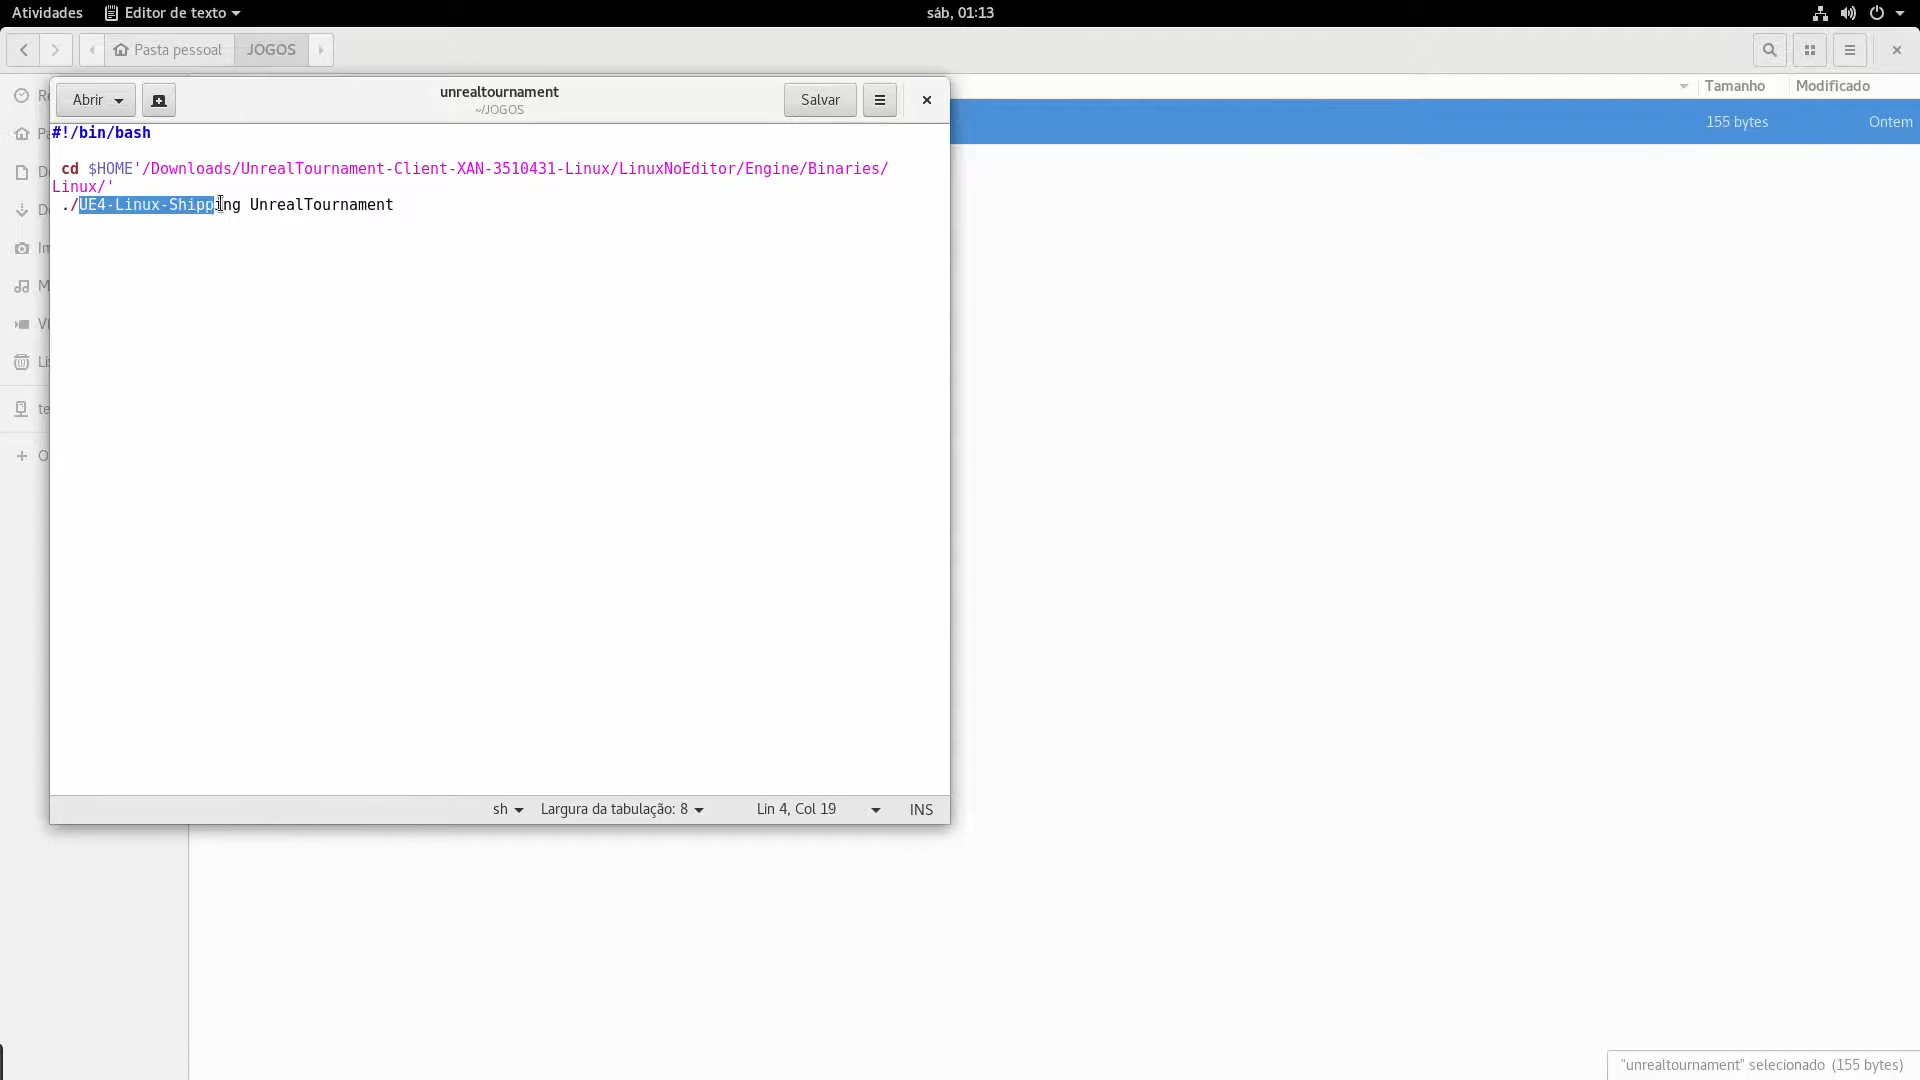 Atividades Editor de texto sáb, 01:13
Pasta pessoal JOGOS
Tamanho Modificado
155 bytes Ontem
Abrir unrealtournament Salvar
~/JOGOS
#!/bin/bash
cd $HOME'/Downloads/UnrealTournament-Client-XAN-3510431-Linux/LinuxNoEditor/Engine/Binaries/
Linux/'
./UE4-Linux-Shipping UnrealTournament
sh Largura da tabulação: 8 Lin 4, Col 19 INS
"unrealtournament" selecionado (155 bytes)